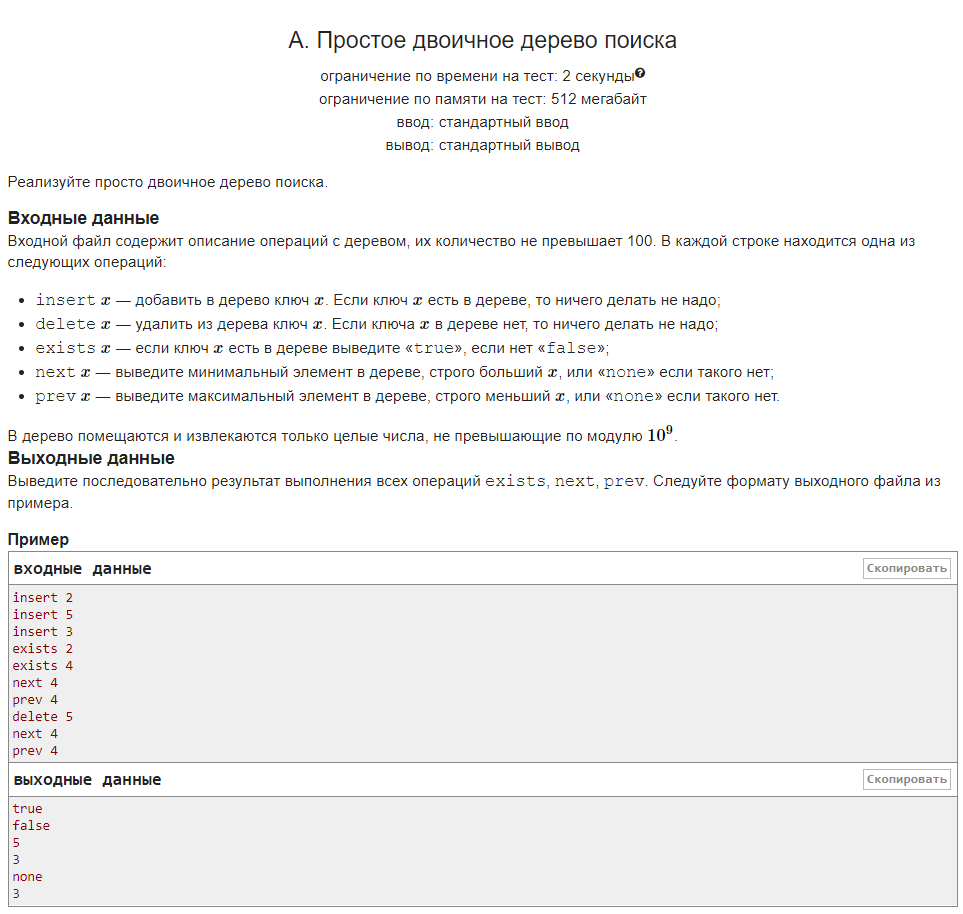 А. Простое двоичное дерево поиска
ограничение по времени на тест: 2 секунды
ограничение по памяти на тест: 512 мегабайт
ввод: стандартный ввод
вывод: стандартный вывод
Реализуйте просто двоичное дерево поиска.
Входные данные
Входной файл содержит описание операций с деревом, их количество не превышает 100. В каждой строке находится одна из
следующих операций:
• insert x — добавить в дерево ключ x. Если ключ x есть в дереве, то ничего делать не надо;
• delete x — удалить из дерева ключ x. Если ключа x в дереве нет, то ничего делать не надо;
• exists x — если ключ x есть в дереве выведите «true», если нет «false»;
• next x — выведите минимальный элемент в дереве, строго больший x, или «none» если такого нет;
• prev x — выведите максимальный элемент в дереве, строго меньший x, или «none» если такого нет.
В дерево помещаются и извлекаются только целые числа, не превышающие по модулю 10⁹.
Выходные данные
Выведите последовательно результат выполнения всех операций exists, next, prev. Следуйте формату выходного файла из
примера.
Пример
входные данные
Скопировать
insert 2
insert 5
insert 3
exists 2
exists 4
next 4
prev 4
delete 5
next 4
prev 4
выходные данные
Скопировать
true
false
5
3
none
3